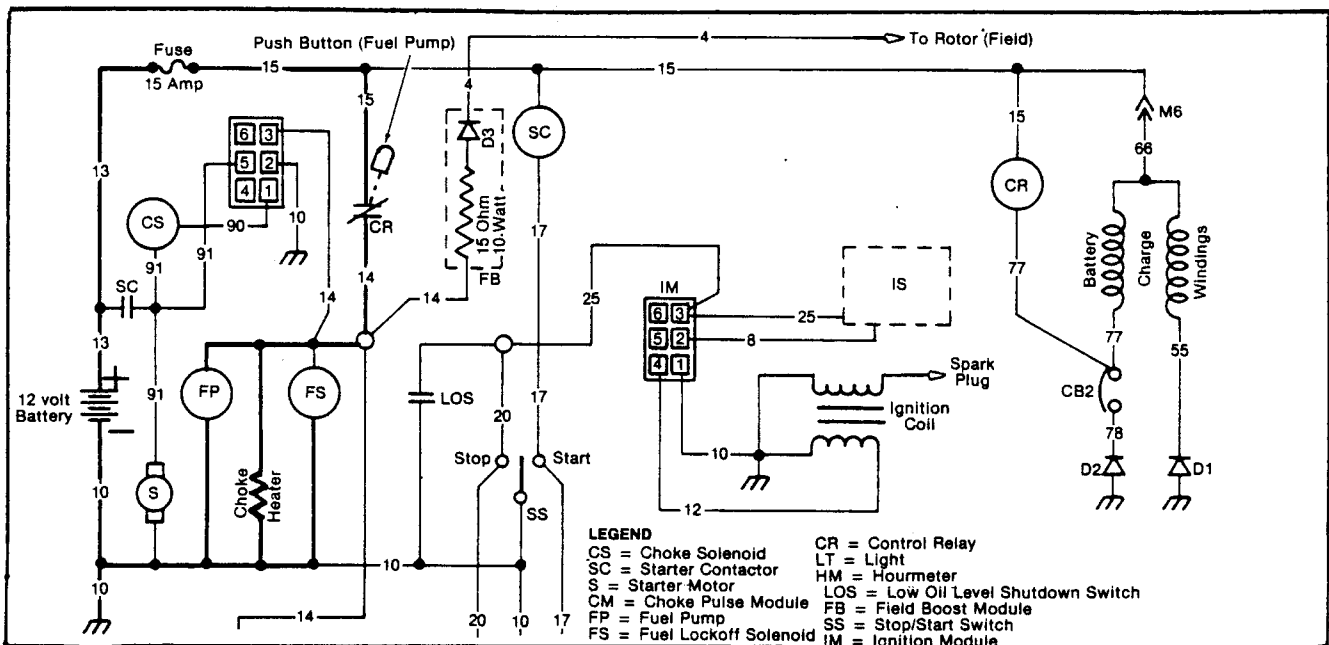 4
To Rotor (Field)
Push Button (Fuel Pump)
Fuse
15
15
15 Amp
4
15
15
M6
6 3
5 2
4 1
D3
SC
66
13
CR
CS
90
10
CR
15 Ohm
10 Watt
17
Battery
Charge
Windings
91
91
14
14
FB
14
25
IM
IS
77
SC
6 3
5 2
4 1
25
8
13
77
55
12 volt
Battery
+
−
91
FP
FS
LOS
20
17
Spark
Plug
Ignition
Coil
CB2
78
10
S
Choke
Heater
Stop
Start
10
D2
D1
SS
12
10
10
14
20
10
17
LEGEND
CS = Choke Solenoid
SC = Starter Contactor
S = Starter Motor
CM = Choke Pulse Module
FP = Fuel Pump
FS = Fuel Lockoff Solenoid
CR = Control Relay
LT = Light
HM = Hourmeter
LOS = Low Oil Level Shutdown Switch
FB = Field Boost Module
SS = Stop/Start Switch
IM = Ignition Module